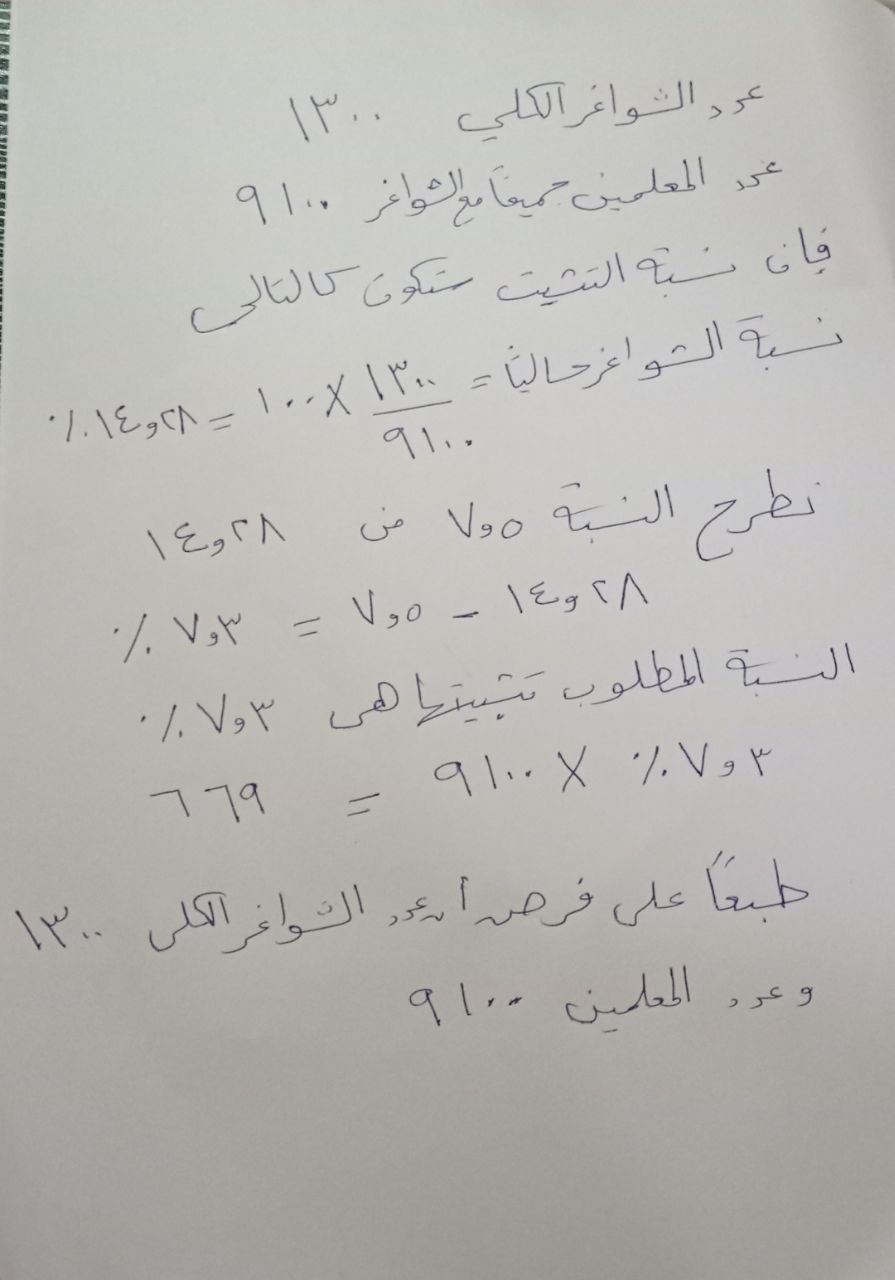 عدد الشواغر الكلي ١٣٠٠
عدد المعلمين جميعاً مع الشواغر ٩١٠٠
فإن نسبة التثبيت ستكون كالتالي
نسبة الشواغر حالياً = ١٣٠٠/٩١٠٠ × ١٠٠ = ١٤و٢٨٪
نطرح النسبة ٧و٥ من ١٤و٢٨
١٤و٢٨ - ٧و٥ = ٧و٣ ٪
النسبة المطلوب تثبيتها هي ٧و٣ ٪
٧و٣ ٪ × ٩١٠٠ = ٦٦٩
طبعاً على فرض أن عدد الشواغر الكلي ١٣٠٠
وعدد المعلمين ٩١٠٠